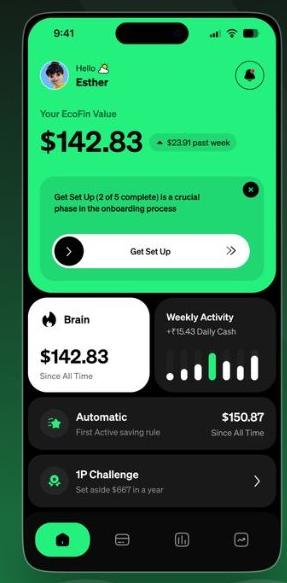 9:41
Hello
Esther
Your EcoFin Value
$142.83
$23.91 past week
Get Set Up (2 of 5 complete) is a crucial
phase in the onboarding process
Get Set Up
Brain
$142.83
Since All Time
Weekly Activity
+₹15.43 Daily Cash
Automatic
First Active saving rule
$150.87
Since All Time
1P Challenge
Set aside $667 in a year